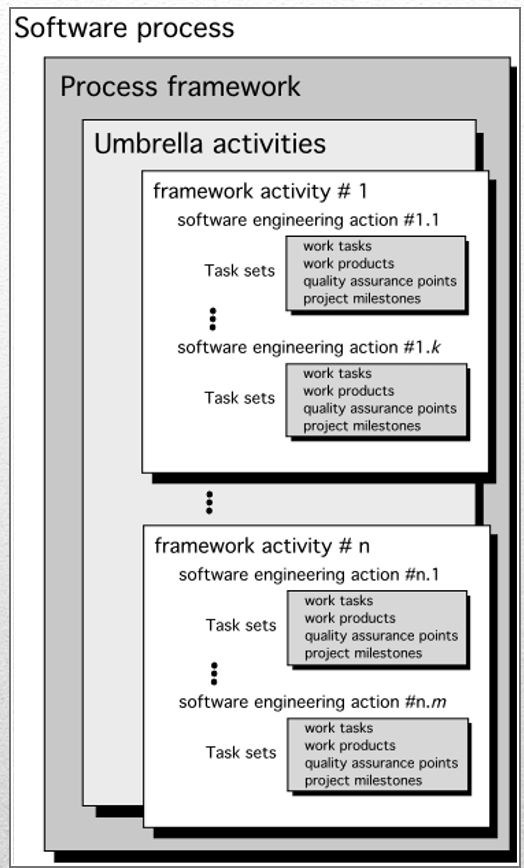 Software process
Process framework
Umbrella activities
framework activity # 1
software engineering action #1.1
Task sets
work tasks
work products
quality assurance points
project milestones
software engineering action #1.k
Task sets
work tasks
work products
quality assurance points
project milestones
framework activity # n
software engineering action #n.1
Task sets
work tasks
work products
quality assurance points
project milestones
software engineering action #n.m
Task sets
work tasks
work products
quality assurance points
project milestones